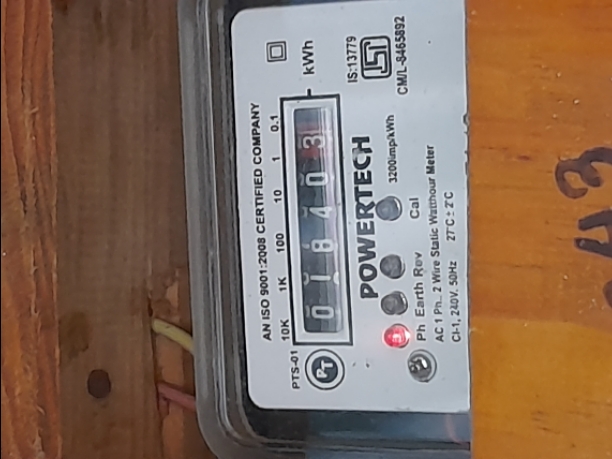 AN ISO 9001:2008 CERTIFIED COMPANY
PTS-01 10K 1K 100 10 1 0.1 kWh
PT 0 1 8 4 0 3
IS:13779
CM/L-8465892
POWERTECH 3200imp/kWh
Ph Earth Rev Cal
AC 1 Ph., 2 Wire Static Watthour Meter
Cl-1, 240V. 50Hz 27°C ± 2°C
43